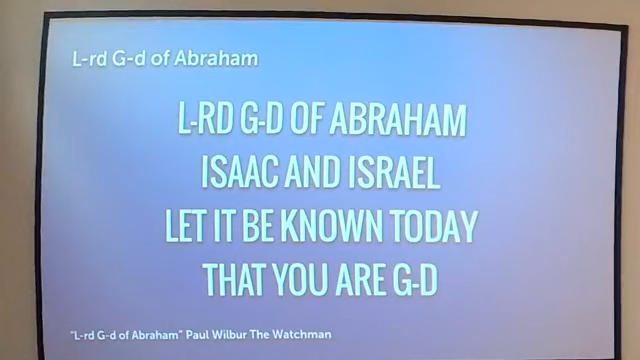 L-rd G-d of Abraham
L-RD G-D OF ABRAHAM
ISAAC AND ISRAEL
LET IT BE KNOWN TODAY
THAT YOU ARE G-D
"L-rd G-d of Abraham" Paul Wilbur The Watchman